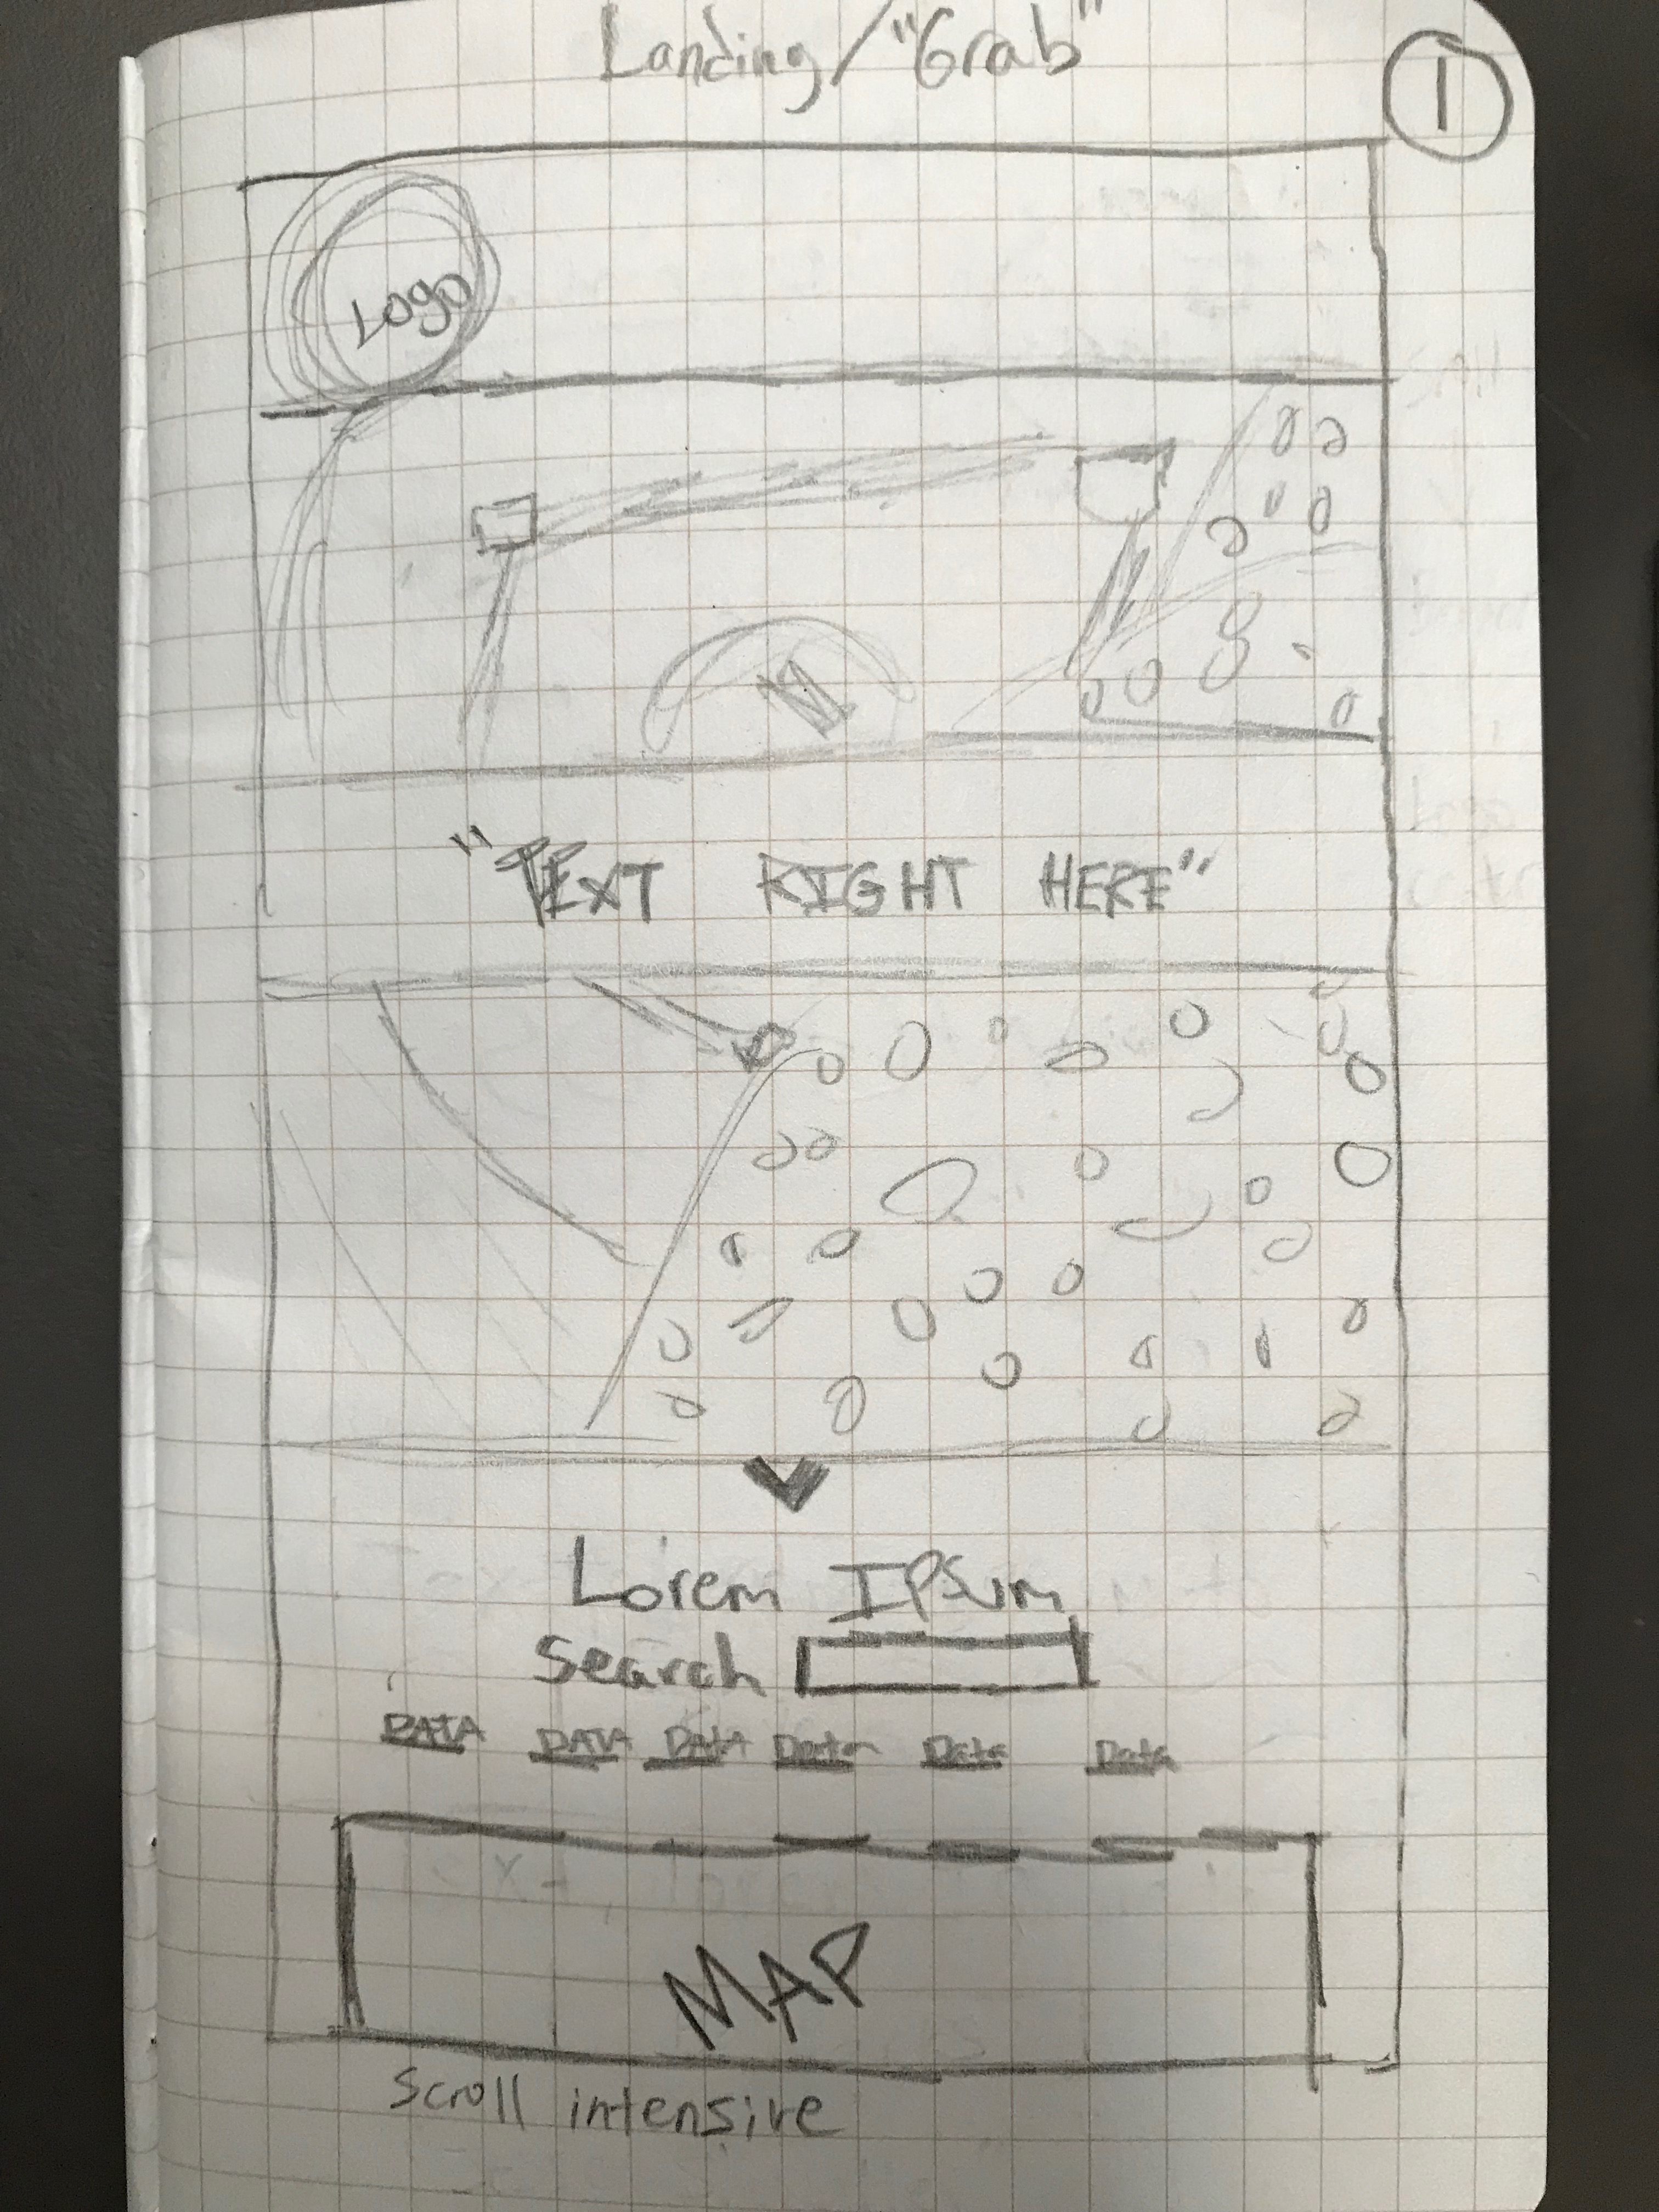 Landing/"Grab"
1
Logo
"TEXT RIGHT HERE"
Lorem IPSum
Search
DATA DATA Data Data Data Data
MAP
Scroll intensive